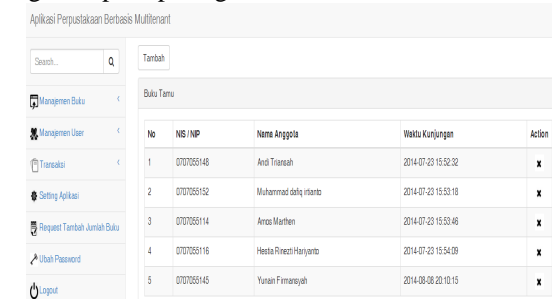 Aplikasi Perpustakaan Berbasis Multitenant
Search...
Tambah
Buku Tamu
Manajemen Buku
Manajemen User
Transaksi
Setting Aplikasi
Request Tambah Jumlah Buku
Ubah Password
Logout
No NIS / NIP Nama Anggota Waktu Kunjungan Action
1 0707055148 Andi Triansah 2014-07-23 15:52:32
2 0707055152 Muhammad dafiq irtianto 2014-07-23 15:53:18
3 0707055114 Amos Marthen 2014-07-23 15:53:46
4 0707055116 Hestia Rinezti Hariyanto 2014-07-23 15:54:09
5 0707055145 Yunain Firmansyah 2014-08-08 20:10:15